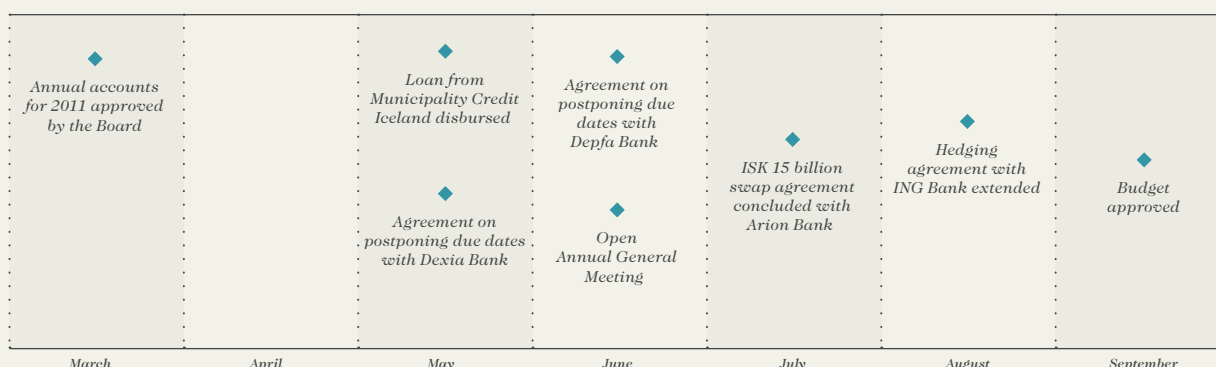 Annual accounts
for 2011 approved
by the Board
Loan from
Municipality Credit
Iceland disbursed
Agreement on
postponing due dates
with Dexia Bank
Agreement on
postponing due
dates with
Depfa Bank
Open
Annual General
Meeting
ISK 15 billion
swap agreement
concluded with
Arion Bank
Hedging
agreement with
ING Bank extended
Budget
approved
March
April
May
June
July
August
September